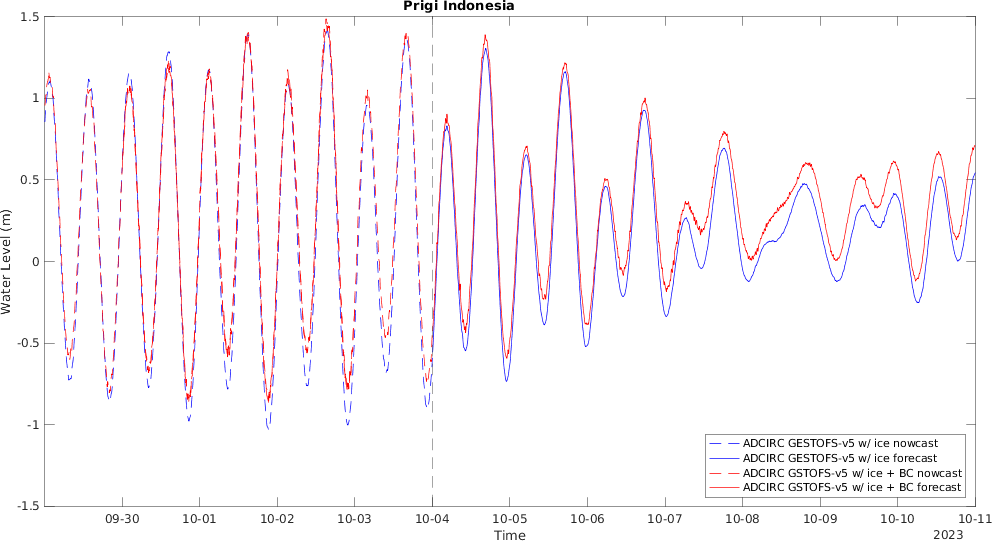 Prigi Indonesia
1.5
1
0.5
0
-0.5
-1
-1.5
Water Level (m)
09-30 10-01 10-02 10-03 10-04 10-05 10-06 10-07 10-08 10-09 10-10 10-11
Time
2023
ADCIRC GESTOFS-v5 w/ ice nowcast
ADCIRC GESTOFS-v5 w/ ice forecast
ADCIRC GSTOFS-v5 w/ ice + BC nowcast
ADCIRC GSTOFS-v5 w/ ice + BC forecast